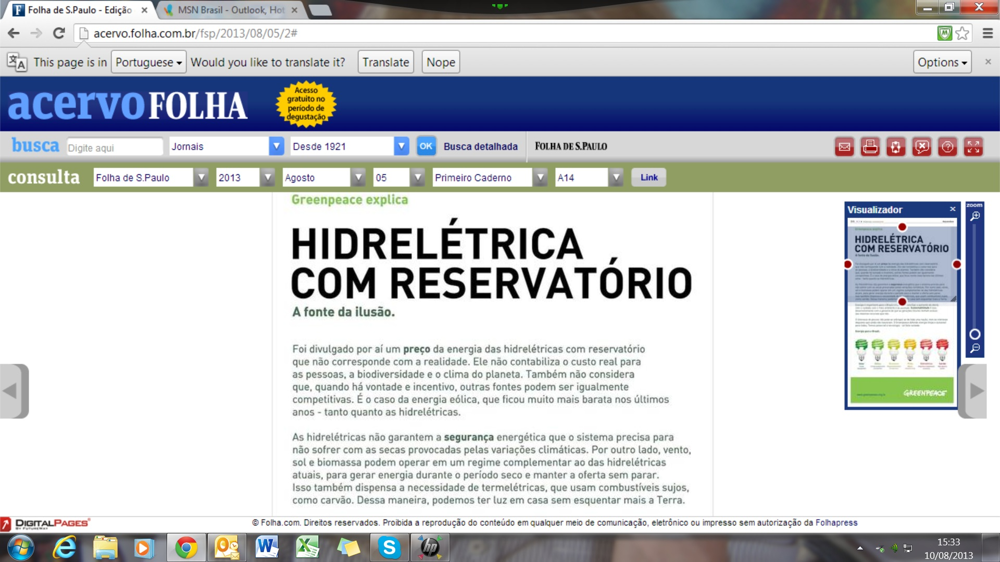 Folha de S.Paulo - Edição
MSN Brasil - Outlook, Hot
acervo.folha.com.br/fsp/2013/08/05/2#
This page is in Portuguese Would you like to translate it? Translate Nope Options
acervo FOLHA
Acesso
gratuito no
período de
degustação
busca Digite aqui Jornais Desde 1921 OK Busca detalhada FOLHA DE S.PAULO
consulta Folha de S.Paulo 2013 Agosto 05 Primeiro Caderno A14 Link
Greenpeace explica
HIDRELÉTRICA
COM RESERVATÓRIO
A fonte da ilusão.
Foi divulgado por aí um preço da energia das hidrelétricas com reservatório
que não corresponde com a realidade. Ele não contabiliza o custo real para
as pessoas, a biodiversidade e o clima do planeta. Também não considera
que, quando há vontade e incentivo, outras fontes podem ser igualmente
competitivas. É o caso da energia eólica, que ficou muito mais barata nos últimos
anos - tanto quanto as hidrelétricas.
As hidrelétricas não garantem a segurança energética que o sistema precisa para
não sofrer com as secas provocadas pelas variações climáticas. Por outro lado, vento,
sol e biomassa podem operar em um regime complementar ao das hidrelétricas
atuais, para gerar energia durante o período seco e manter a oferta sem parar.
Isso também dispensa a necessidade de termelétricas, que usam combustíveis sujos,
como carvão. Dessa maneira, podemos ter luz em casa sem esquentar mais a Terra.
Visualizador
zoom
HIDRELÉTRICA
COM RESERVATÓRIO
A fonte da ilusão.
GREENPEACE
DIGITALPAGES
BY FUTUREWAY
© Folha.com. Direitos reservados. Proibida a reprodução do conteúdo em qualquer meio de comunicação, eletrônico ou impresso sem autorização da Folhapress
15:33
10/08/2013